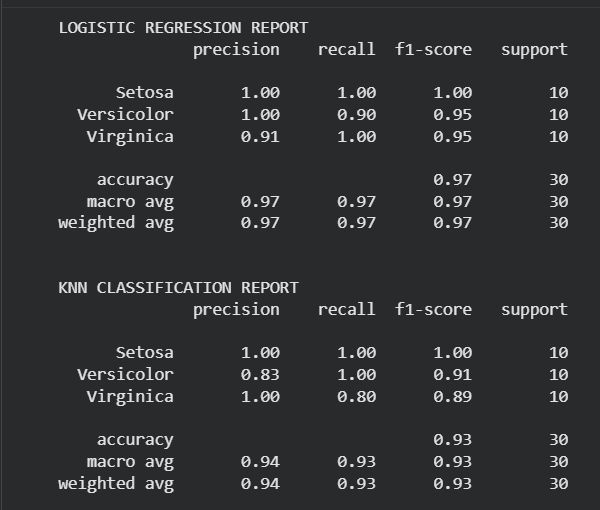 LOGISTIC REGRESSION REPORT
precision recall f1-score support
Setosa 1.00 1.00 1.00 10
Versicolor 1.00 0.90 0.95 10
Virginica 0.91 1.00 0.95 10
accuracy 0.97 30
macro avg 0.97 0.97 0.97 30
weighted avg 0.97 0.97 0.97 30
KNN CLASSIFICATION REPORT
precision recall f1-score support
Setosa 1.00 1.00 1.00 10
Versicolor 0.83 1.00 0.91 10
Virginica 1.00 0.80 0.89 10
accuracy 0.93 30
macro avg 0.94 0.93 0.93 30
weighted avg 0.94 0.93 0.93 30